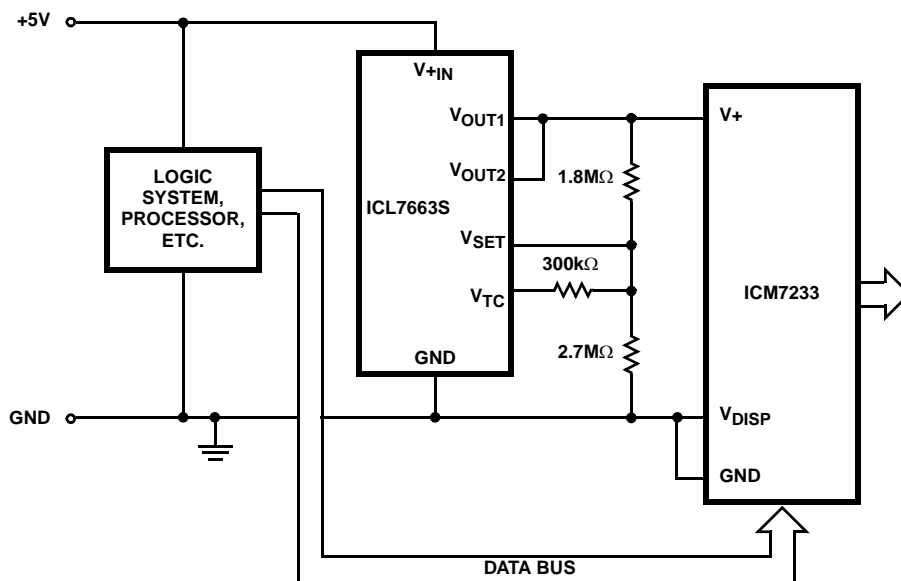 +5V
V+IN
VOUT1
V+
VOUT2
1.8MΩ
LOGIC
SYSTEM,
PROCESSOR,
ETC.
ICL7663S
VSET
300kΩ
ICM7233
VTC
2.7MΩ
GND
GND
VDISP
GND
DATA BUS